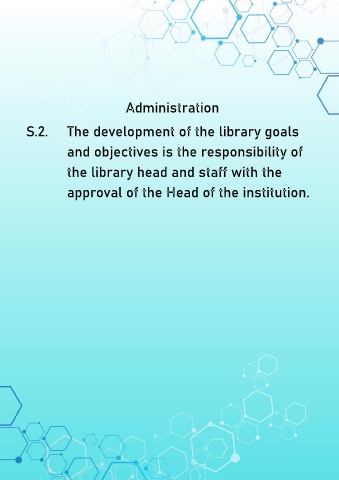 Administration
S.2. The development of the library goals
and objectives is the responsibility of
the library head and staff with the
approval of the Head of the institution.